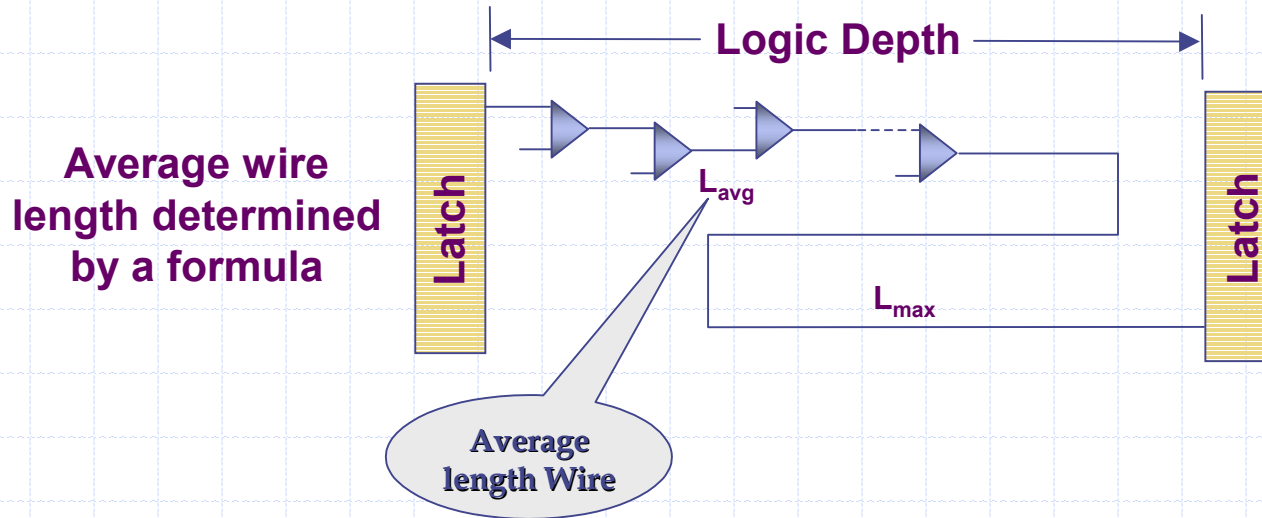 Logic Depth
Average wire
length determined
by a formula
Latch
L_avg
L_max
Latch
Average
length Wire